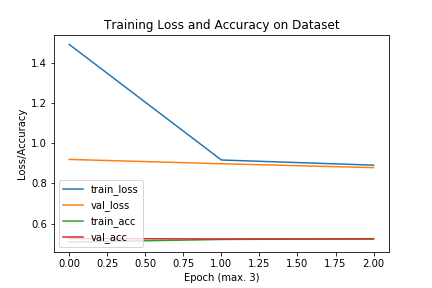 Training Loss and Accuracy on Dataset
Loss/Accuracy
1.4
1.2
1.0
0.8
0.6
train_loss
val_loss
train_acc
val_acc
0.00 0.25 0.50 0.75 1.00 1.25 1.50 1.75 2.00
Epoch (max. 3)